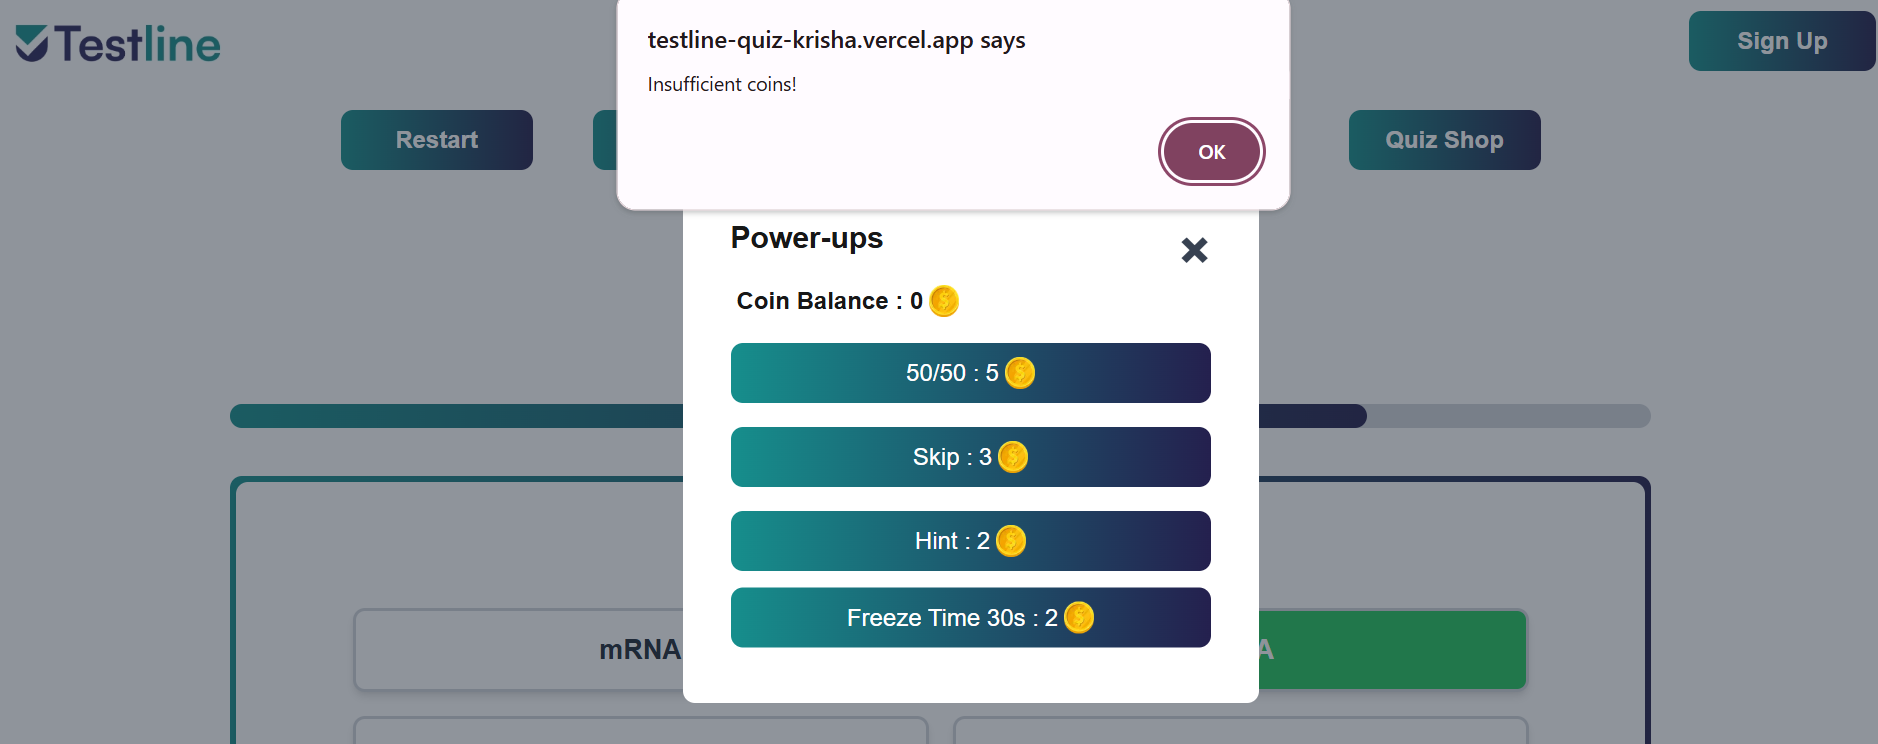 Testline
testline-quiz-krisha.vercel.app says
Insufficient coins!
OK
Sign Up
Restart
Quiz Shop
Power-ups
Coin Balance : 0
50/50 : 5
Skip : 3
Hint : 2
Freeze Time 30s : 2
mRNA
A